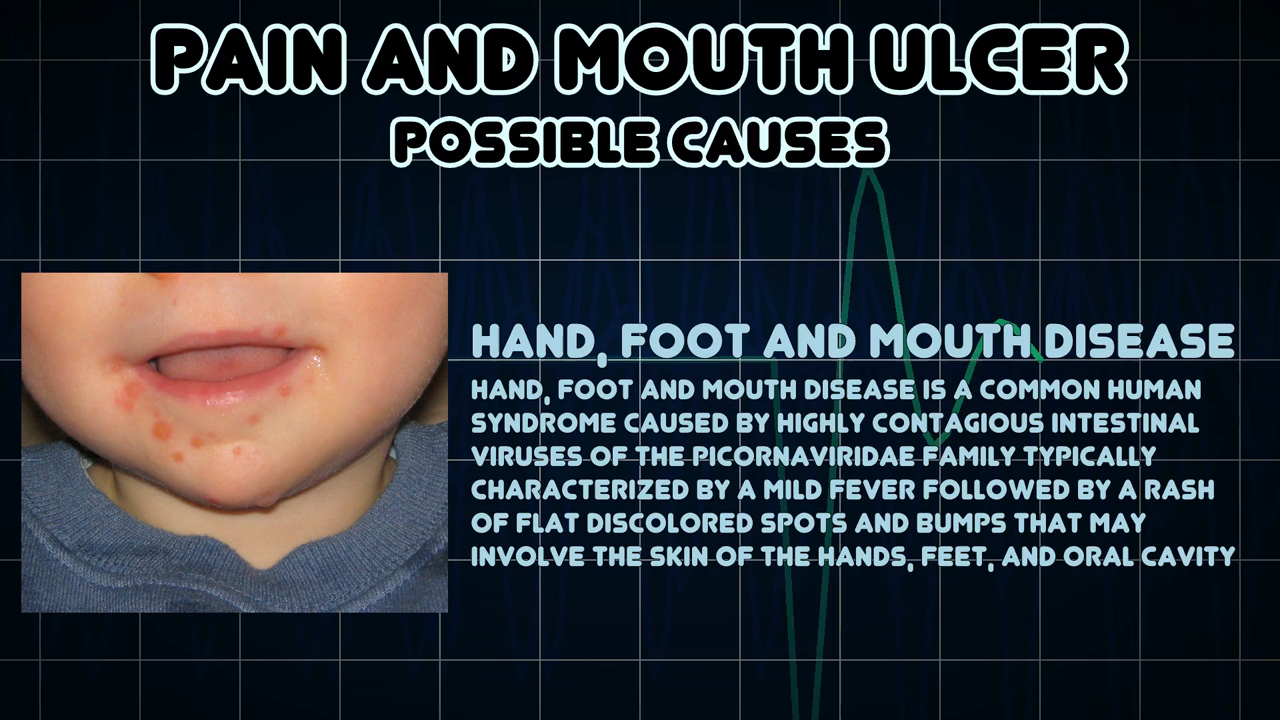 PAIN AND MOUTH ULCER
POSSIBLE CAUSES
HAND, FOOT AND MOUTH DISEASE
HAND, FOOT AND MOUTH DISEASE IS A COMMON HUMAN
SYNDROME CAUSED BY HIGHLY CONTAGIOUS INTESTINAL
VIRUSES OF THE PICORNAVIRIDAE FAMILY TYPICALLY
CHARACTERIZED BY A MILD FEVER FOLLOWED BY A RASH
OF FLAT DISCOLORED SPOTS AND BUMPS THAT MAY
INVOLVE THE SKIN OF THE HANDS, FEET, AND ORAL CAVITY